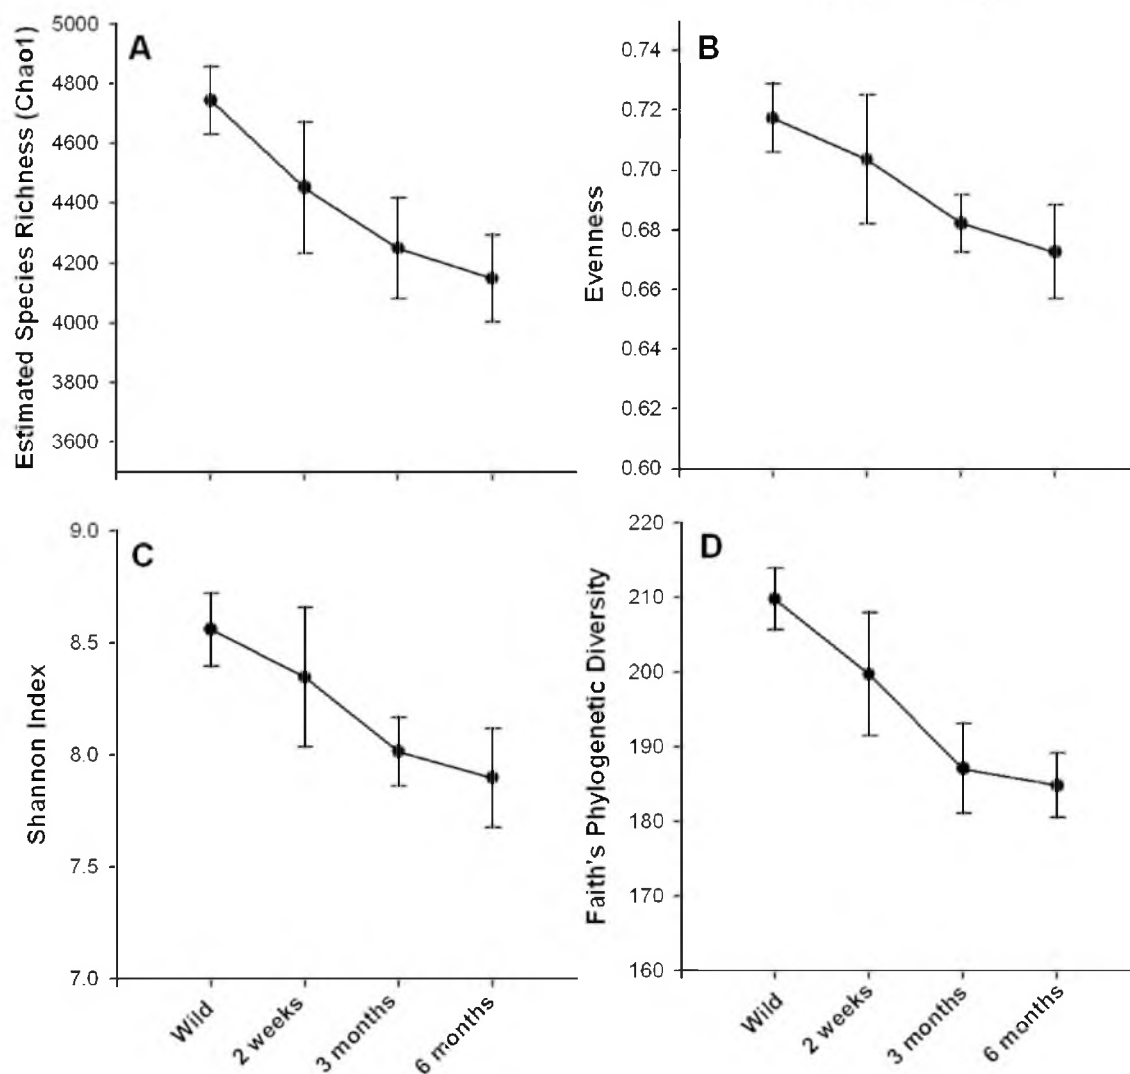 A
Estimated Species Richness (Chao1)
5000
4800
4600
4400
4200
4000
3800
3600
B
Evenness
0.74
0.72
0.70
0.68
0.66
0.64
0.62
0.60
C
Shannon Index
9.0
8.5
8.0
7.5
7.0
Wild
2 weeks
3 months
6 months
D
Faith's Phylogenetic Diversity
220
210
200
190
180
170
160
Wild
2 weeks
3 months
6 months